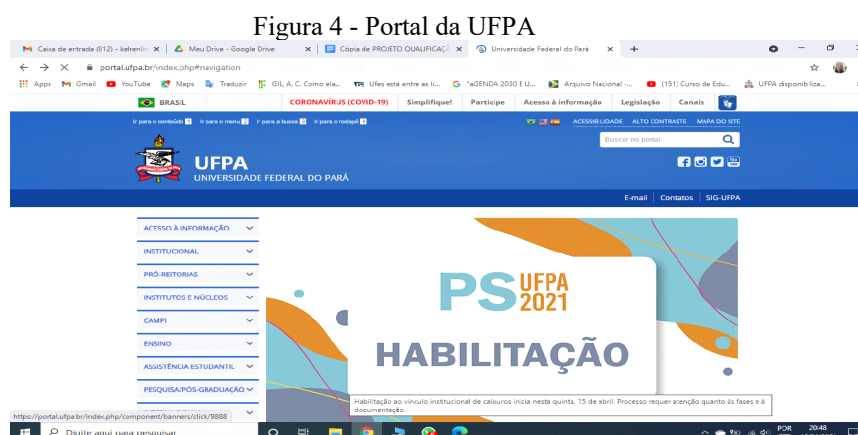 Figura 4 - Portal da UFPA
Caixa de entrada (912) - kelrenlin
Meu Drive - Google Drive
Cópia de PROJETO QUALIFICAÇÃ
Universidade Federal do Pará
portal.ufpa.br/index.php#navigation
Apps Gmail YouTube Maps Traduzir GIL, A. C. Como ela... Ufes está entre as lí... "aGENDA 2030 E U... Arquivo Nacional -... (151) Curso de Edu... UFPA disponibiliza...
BRASIL CORONAVÍRUS (COVID-19) Simplifique! Participe Acesso à informação Legislação Canais
Ir para o conteúdo 1 Ir para o menu 2 Ir para a busca 3 Ir para o rodapé 4 ACESSIBILIDADE ALTO CONTRASTE MAPA DO SITE
Buscar no portal
UFPA
UNIVERSIDADE FEDERAL DO PARÁ
E-mail Contatos SIG-UFPA
ACESSO À INFORMAÇÃO
INSTITUCIONAL
PRÓ-REITORIAS
INSTITUTOS E NÚCLEOS
CAMPI
ENSINO
ASSISTÊNCIA ESTUDANTIL
PESQUISA/PÓS-GRADUAÇÃO
PS UFPA
2021
HABILITAÇÃO
Habilitação ao vínculo institucional de calouros incia nesta quinta, 15 de abril. Processo requer atenção quanto às fases e à
documentação.
https://portal.ufpa.br/index.php/component/banners/click/9888
Digite aqui para pesquisar
POR 20:48